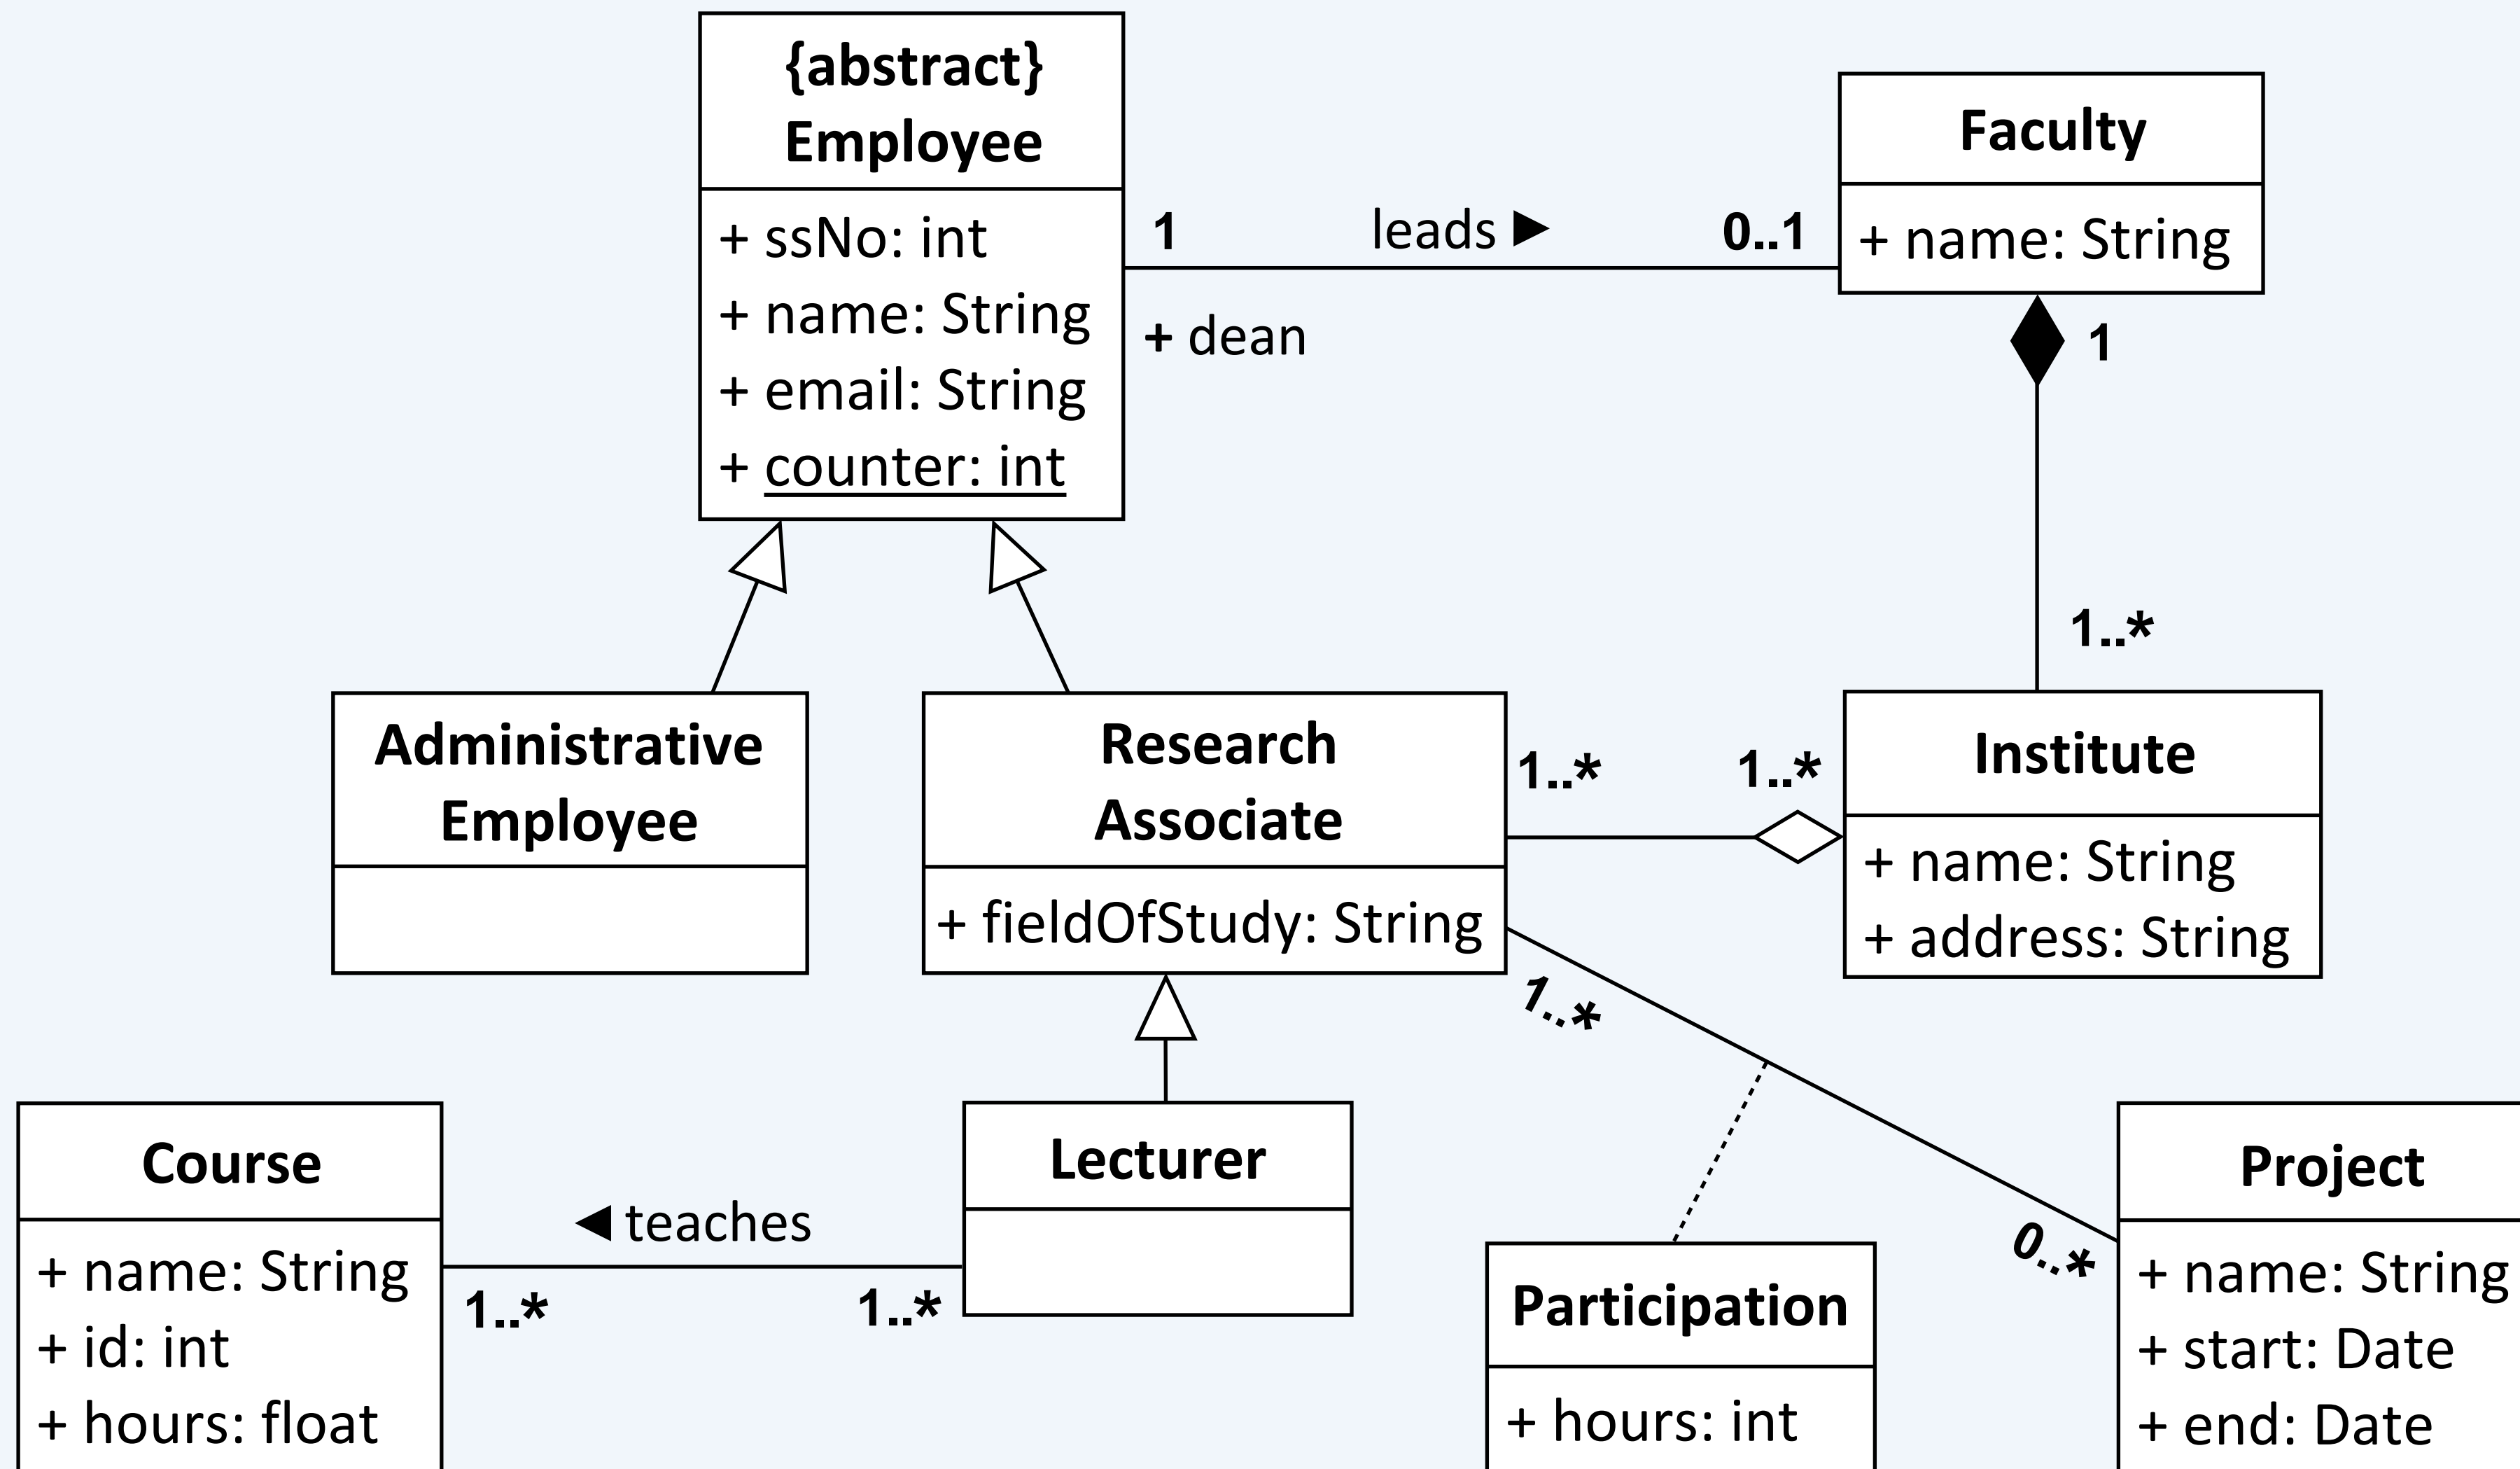 {abstract}
Employee
+ ssNo: int
+ name: String
+ email: String
+ counter: int
1
leads ►
0..1
+ dean
Faculty
+ name: String
1
1..*
Administrative
Employee
Research
Associate
+ fieldOfStudy: String
1..*
1..*
Institute
+ name: String
+ address: String
1..*
0..*
Course
+ name: String
+ id: int
+ hours: float
◄ teaches
1..*
1..*
Lecturer
Participation
+ hours: int
Project
+ name: String
+ start: Date
+ end: Date